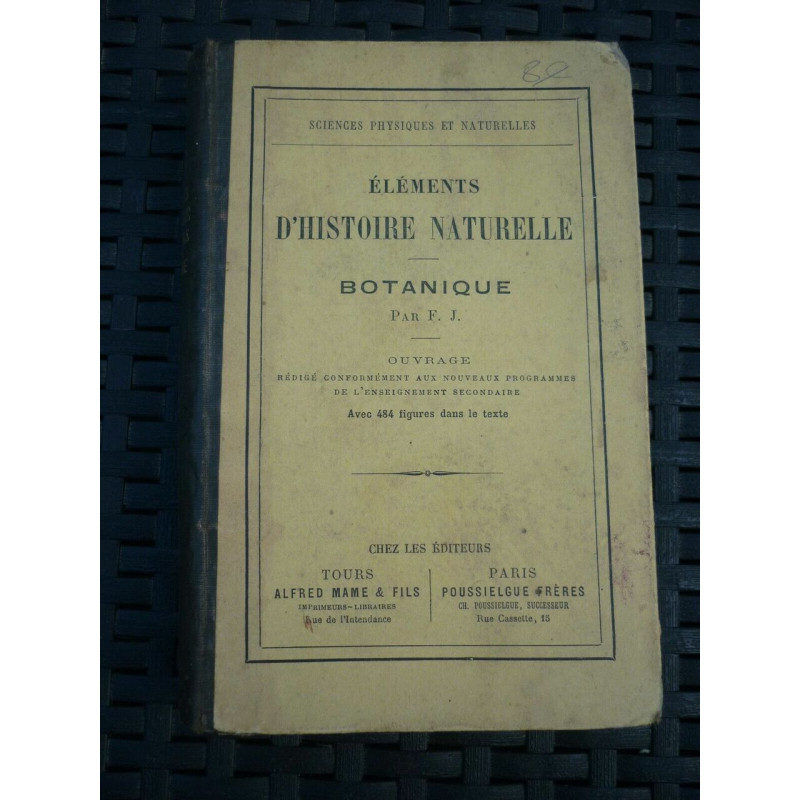 SCIENCES PHYSIQUES ET NATURELLES
ÉLÉMENTS
D'HISTOIRE NATURELLE
BOTANIQUE
PAR F. J.
OUVRAGE
RÉDIGÉ CONFORMÉMENT AUX NOUVEAUX PROGRAMMES
DE L'ENSEIGNEMENT SECONDAIRE
Avec 484 figures dans le texte
CHEZ LES ÉDITEURS
TOURS
ALFRED MAME & FILS
IMPRIMEURS-LIBRAIRES
Rue de l'Intendance
PARIS
POUSSIELGUE FRÈRES
CH. POUSSIELGUE, SUCCESSEUR
Rue Cassette, 15